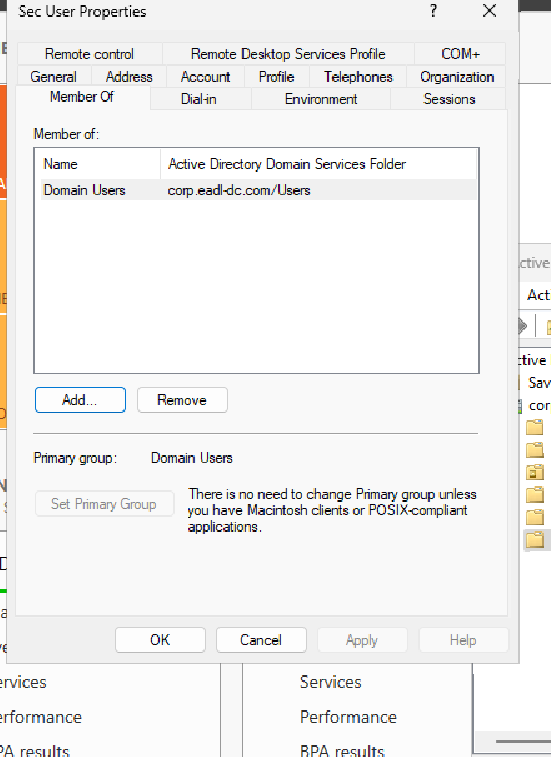 Sec User Properties
?
Remote control
Remote Desktop Services Profile
COM+
General
Address
Account
Profile
Telephones
Organization
Member Of
Dial-in
Environment
Sessions
Member of:
Name
Active Directory Domain Services Folder
Domain Users
corp.eadl-dc.com/Users
Add...
Remove
Primary group:
Domain Users
Set Primary Group
There is no need to change Primary group unless
you have Macintosh clients or POSIX-compliant
applications.
OK
Cancel
Apply
Help
ctive
Act
ctive
Sav
cor
ervices
erformance
PA results
Services
Performance
BPA results